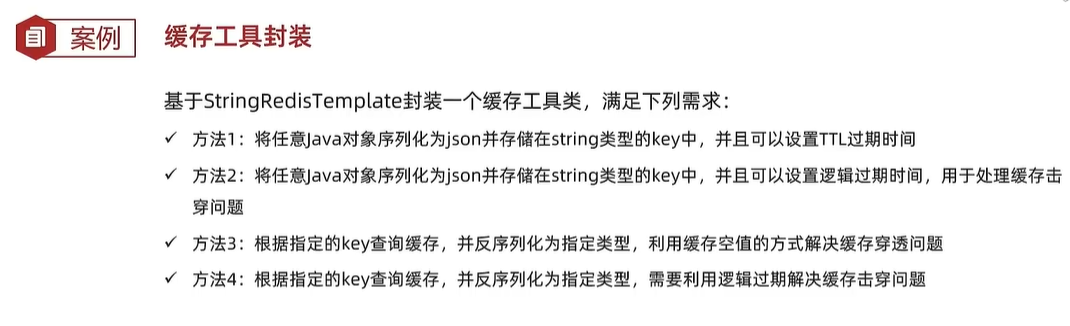 案例
缓存工具封装
基于StringRedisTemplate封装一个缓存工具类，满足下列需求：
✓ 方法1：将任意Java对象序列化为json并存储在string类型的key中，并且可以设置TTL过期时间
✓ 方法2：将任意Java对象序列化为json并存储在string类型的key中，并且可以设置逻辑过期时间，用于处理缓存击
穿问题
✓ 方法3：根据指定的key查询缓存，并反序列化为指定类型，利用缓存空值的方式解决缓存穿透问题
✓ 方法4：根据指定的key查询缓存，并反序列化为指定类型，需要利用逻辑过期解决缓存击穿问题